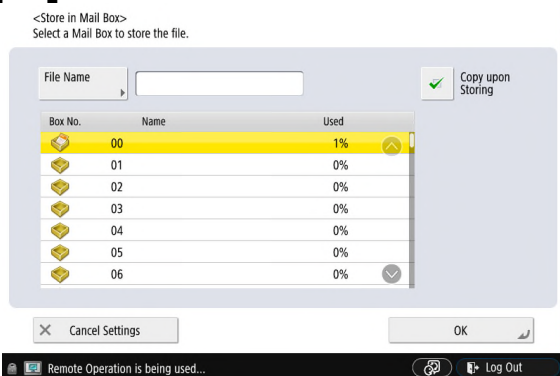 <Store in Mail Box>
Select a Mail Box to store the file.
File Name
Copy upon
Storing
Box No. Name Used
00 1%
01 0%
02 0%
03 0%
04 0%
05 0%
06 0%
Cancel Settings
OK
Remote Operation is being used...
Log Out